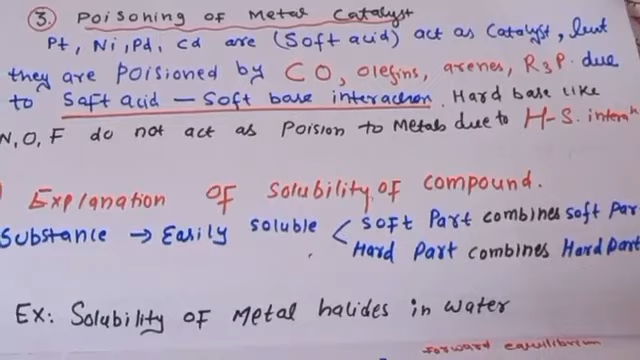 ③. Poisoning of Metal Catalyst
Pt, Ni, Pd, Cd are (Soft acid) act as Catalyst, but
they are poisioned by CO, olefins, arenes, R3P due
to Saft acid - Soft base interaction. Hard base like
N, O, F do not act as Poision to Metals due to H-S.
Explanation of Solubility of compound.
Substance → Easily soluble < Soft Part combines soft Par
Hard Part combines Hard Part
Ex: Solubility of Metal halides in water
forward equilibrium